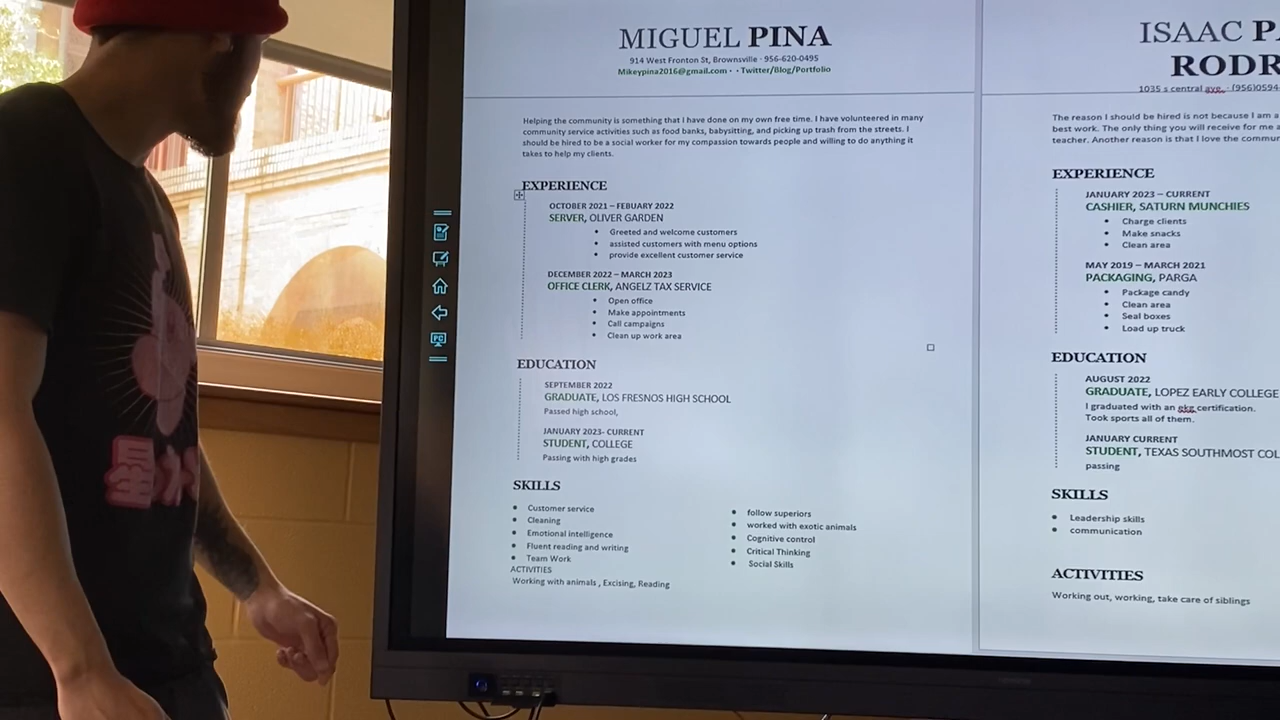 MIGUEL PINA
914 West Fronton St, Brownsville · 956-620-0495
Mikeypina2016@gmail.com · · Twitter/Blog/Portfolio
Helping the community is something that I have done on my own free time. I have volunteered in many
community service activities such as food banks, babysitting, and picking up trash from the streets. I
should be hired to be a social worker for my compassion towards people and willing to do anything it
takes to help my clients.
EXPERIENCE
OCTOBER 2021 – FEBUARY 2022
SERVER, OLIVER GARDEN
• Greeted and welcome customers
• assisted customers with menu options
• provide excellent customer service
DECEMBER 2022 – MARCH 2023
OFFICE CLERK, ANGELZ TAX SERVICE
• Open office
• Make appointments
• Call campaigns
• Clean up work area
EDUCATION
SEPTEMBER 2022
GRADUATE, LOS FRESNOS HIGH SCHOOL
Passed high school,
JANUARY 2023- CURRENT
STUDENT, COLLEGE
Passing with high grades
SKILLS
• Customer service
• Cleaning
• Emotional intelligence
• Fluent reading and writing
• Team Work
• follow superiors
• worked with exotic animals
• Cognitive control
• Critical Thinking
• Social Skills
ACTIVITIES
Working with animals , Excising, Reading
ISAAC PA
RODR
1035 s central ave. · (956)0594
The reason I should be hired is not because I am a
best work. The only thing you will receive for me a
teacher. Another reason is that I love the commun
EXPERIENCE
JANUARY 2023 – CURRENT
CASHIER, SATURN MUNCHIES
• Charge clients
• Make snacks
• Clean area
MAY 2019 – MARCH 2021
PACKAGING, PARGA
• Package candy
• Clean area
• Seal boxes
• Load up truck
EDUCATION
AUGUST 2022
GRADUATE, LOPEZ EARLY COLLEGE
I graduated with an ekg certification.
Took sports all of them.
JANUARY CURRENT
STUDENT, TEXAS SOUTHMOST COL
passing
SKILLS
• Leadership skills
• communication
ACTIVITIES
Working out, working, take care of siblings
PC